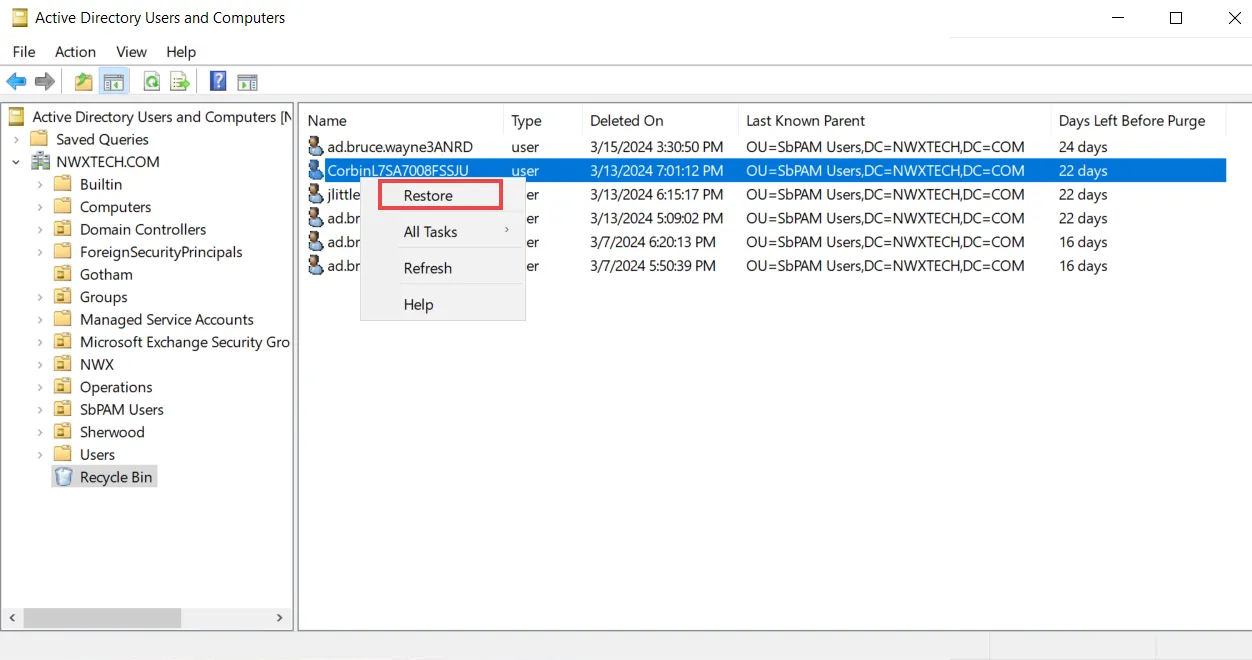 Active Directory Users and Computers
File Action View Help
Active Directory Users and Computers [N
Saved Queries
NWXTECH.COM
Builtin
Computers
Domain Controllers
ForeignSecurityPrincipals
Gotham
Groups
Managed Service Accounts
Microsoft Exchange Security Gro
NWX
Operations
SbPAM Users
Sherwood
Users
Recycle Bin
Name Type Deleted On Last Known Parent Days Left Before Purge
ad.bruce.wayne3ANRD user 3/15/2024 3:30:50 PM OU=SbPAM Users,DC=NWXTECH,DC=COM 24 days
CorbinL7SA7008FSSJU user 3/13/2024 7:01:12 PM OU=SbPAM Users,DC=NWXTECH,DC=COM 22 days
jlittle er 3/13/2024 6:15:17 PM OU=SbPAM Users,DC=NWXTECH,DC=COM 22 days
ad.br er 3/13/2024 5:09:02 PM OU=SbPAM Users,DC=NWXTECH,DC=COM 22 days
ad.br er 3/7/2024 6:20:13 PM OU=SbPAM Users,DC=NWXTECH,DC=COM 16 days
ad.br er 3/7/2024 5:50:39 PM OU=SbPAM Users,DC=NWXTECH,DC=COM 16 days
Restore
All Tasks
Refresh
Help